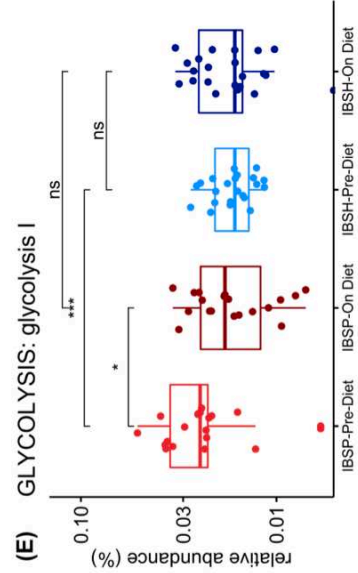 (E) GLYCOLYSIS: glycolysis I
ns
***
ns
*
relative abundance (%)
0.10
0.03
0.01
IBSP-Pre-Diet
IBSP-On Diet
IBSH-Pre-Diet
IBSH-On Diet